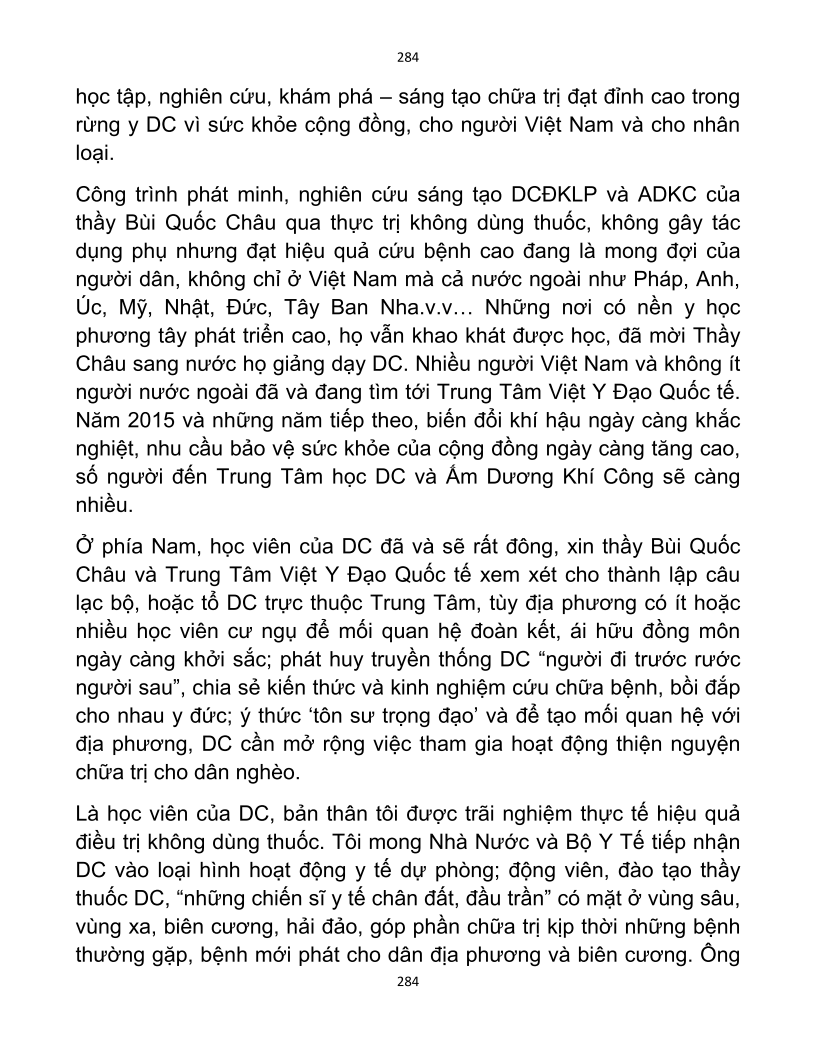 284
học tập, nghiên cứu, khám phá – sáng tạo chữa trị đạt đỉnh cao trong
rừng y DC vì sức khỏe cộng đồng, cho người Việt Nam và cho nhân
loại.
Công trình phát minh, nghiên cứu sáng tạo DCĐKLP và ADKC của
thầy Bùi Quốc Châu qua thực trị không dùng thuốc, không gây tác
dụng phụ nhưng đạt hiệu quả cứu bệnh cao đang là mong đợi của
người dân, không chỉ ở Việt Nam mà cả nước ngoài như Pháp, Anh,
Úc, Mỹ, Nhật, Đức, Tây Ban Nha.v.v… Những nơi có nền y học
phương tây phát triển cao, họ vẫn khao khát được học, đã mời Thầy
Châu sang nước họ giảng dạy DC. Nhiều người Việt Nam và không ít
người nước ngoài đã và đang tìm tới Trung Tâm Việt Y Đạo Quốc tế.
Năm 2015 và những năm tiếp theo, biến đổi khí hậu ngày càng khắc
nghiệt, nhu cầu bảo vệ sức khỏe của cộng đồng ngày càng tăng cao,
số người đến Trung Tâm học DC và Ấm Dương Khí Công sẽ càng
nhiều.
Ở phía Nam, học viên của DC đã và sẽ rất đông, xin thầy Bùi Quốc
Châu và Trung Tâm Việt Y Đạo Quốc tế xem xét cho thành lập câu
lạc bộ, hoặc tổ DC trực thuộc Trung Tâm, tùy địa phương có ít hoặc
nhiều học viên cư ngụ để mối quan hệ đoàn kết, ái hữu đồng môn
ngày càng khởi sắc; phát huy truyền thống DC “người đi trước rước
người sau”, chia sẻ kiến thức và kinh nghiệm cứu chữa bệnh, bồi đắp
cho nhau y đức; ý thức ‘tôn sư trọng đạo’ và để tạo mối quan hệ với
địa phương, DC cần mở rộng việc tham gia hoạt động thiện nguyện
chữa trị cho dân nghèo.
Là học viên của DC, bản thân tôi được trãi nghiệm thực tế hiệu quả
điều trị không dùng thuốc. Tôi mong Nhà Nước và Bộ Y Tế tiếp nhận
DC vào loại hình hoạt động y tế dự phòng; động viên, đào tạo thầy
thuốc DC, “những chiến sĩ y tế chân đất, đầu trần” có mặt ở vùng sâu,
vùng xa, biên cương, hải đảo, góp phần chữa trị kịp thời những bệnh
thường gặp, bệnh mới phát cho dân địa phương và biên cương. Ông
284